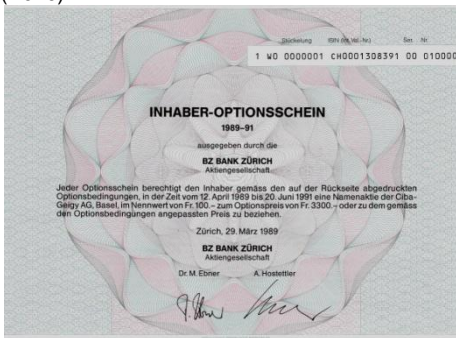 Stückelung ISIN (int. Val.-Nr.) Sert. Nr.
1 WO 0000001 CH0001308391 00 010000
INHABER-OPTIONSSCHEIN
1989–91
ausgegeben durch die
BZ BANK ZÜRICH
Aktiengesellschaft
Jeder Optionsschein berechtigt den Inhaber gemäss den auf der Rückseite abgedruckten
Optionsbedingungen, in der Zeit vom 12. April 1989 bis 20. Juni 1991 eine Namenaktie der Ciba-
Geigy AG, Basel, im Nennwert von Fr. 100.– zum Optionspreis von Fr. 3300.– oder zu dem gemäss
den Optionsbedingungen angepassten Preis zu beziehen.
Zürich, 29. März 1989
BZ BANK ZÜRICH
Aktiengesellschaft
Dr. M. Ebner A. Hostettler